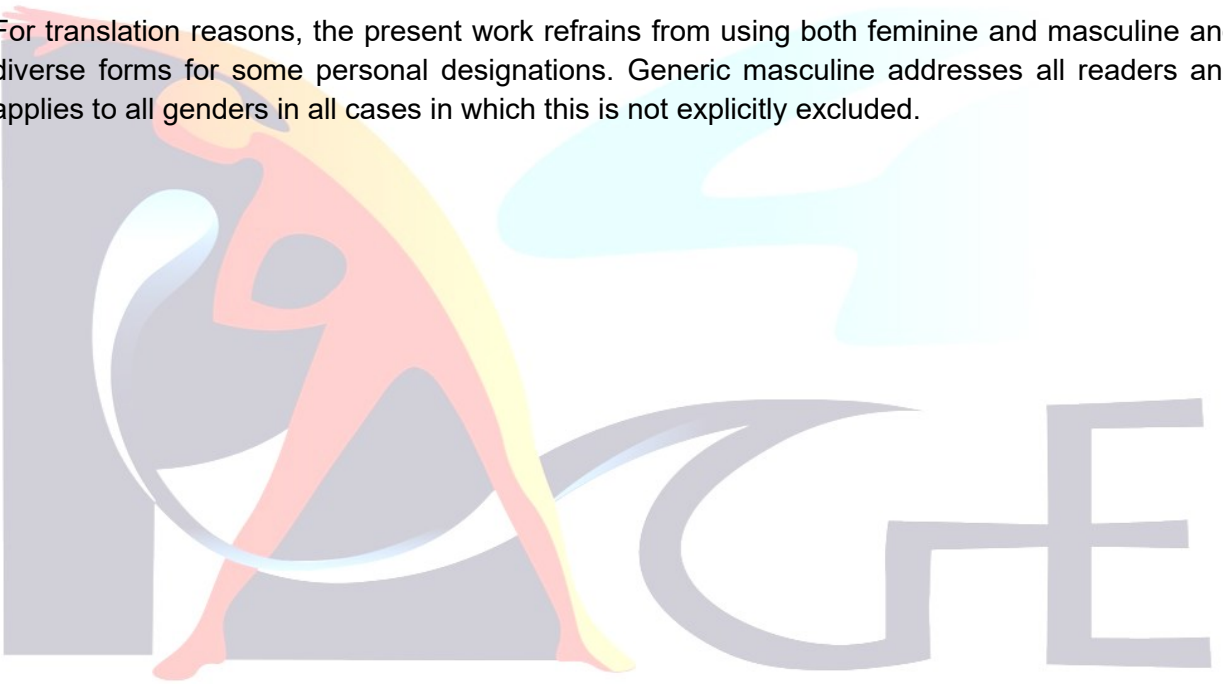 For translation reasons, the present work refrains from using both feminine and masculine an
diverse forms for some personal designations. Generic masculine addresses all readers an
applies to all genders in all cases in which this is not explicitly excluded.